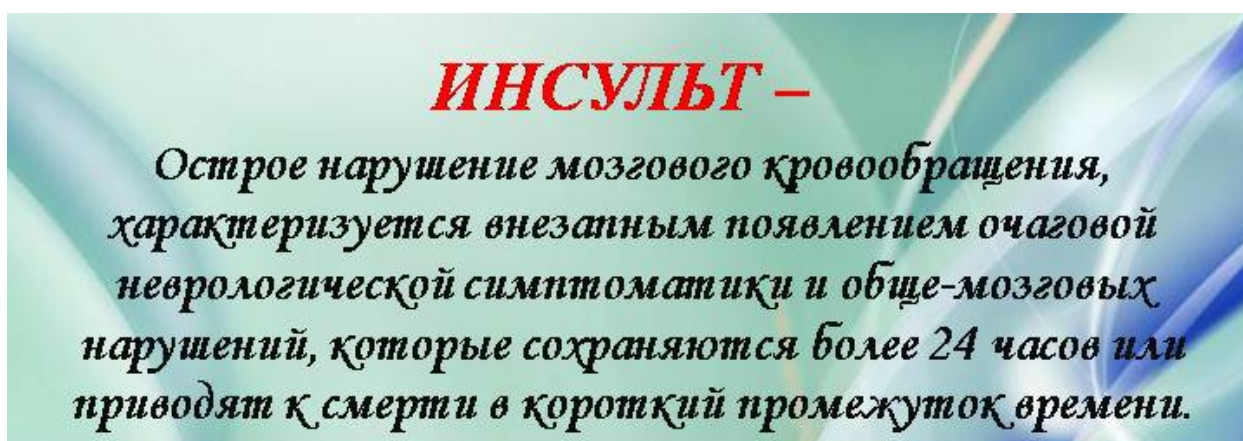 ИНСУЛЬТ –
Острое нарушение мозгового кровообращения,
характеризуется внезапным появлением очаговой
неврологической симптоматики и обще-мозговых
нарушений, которые сохраняются более 24 часов или
приводят к смерти в короткий промежуток времени.